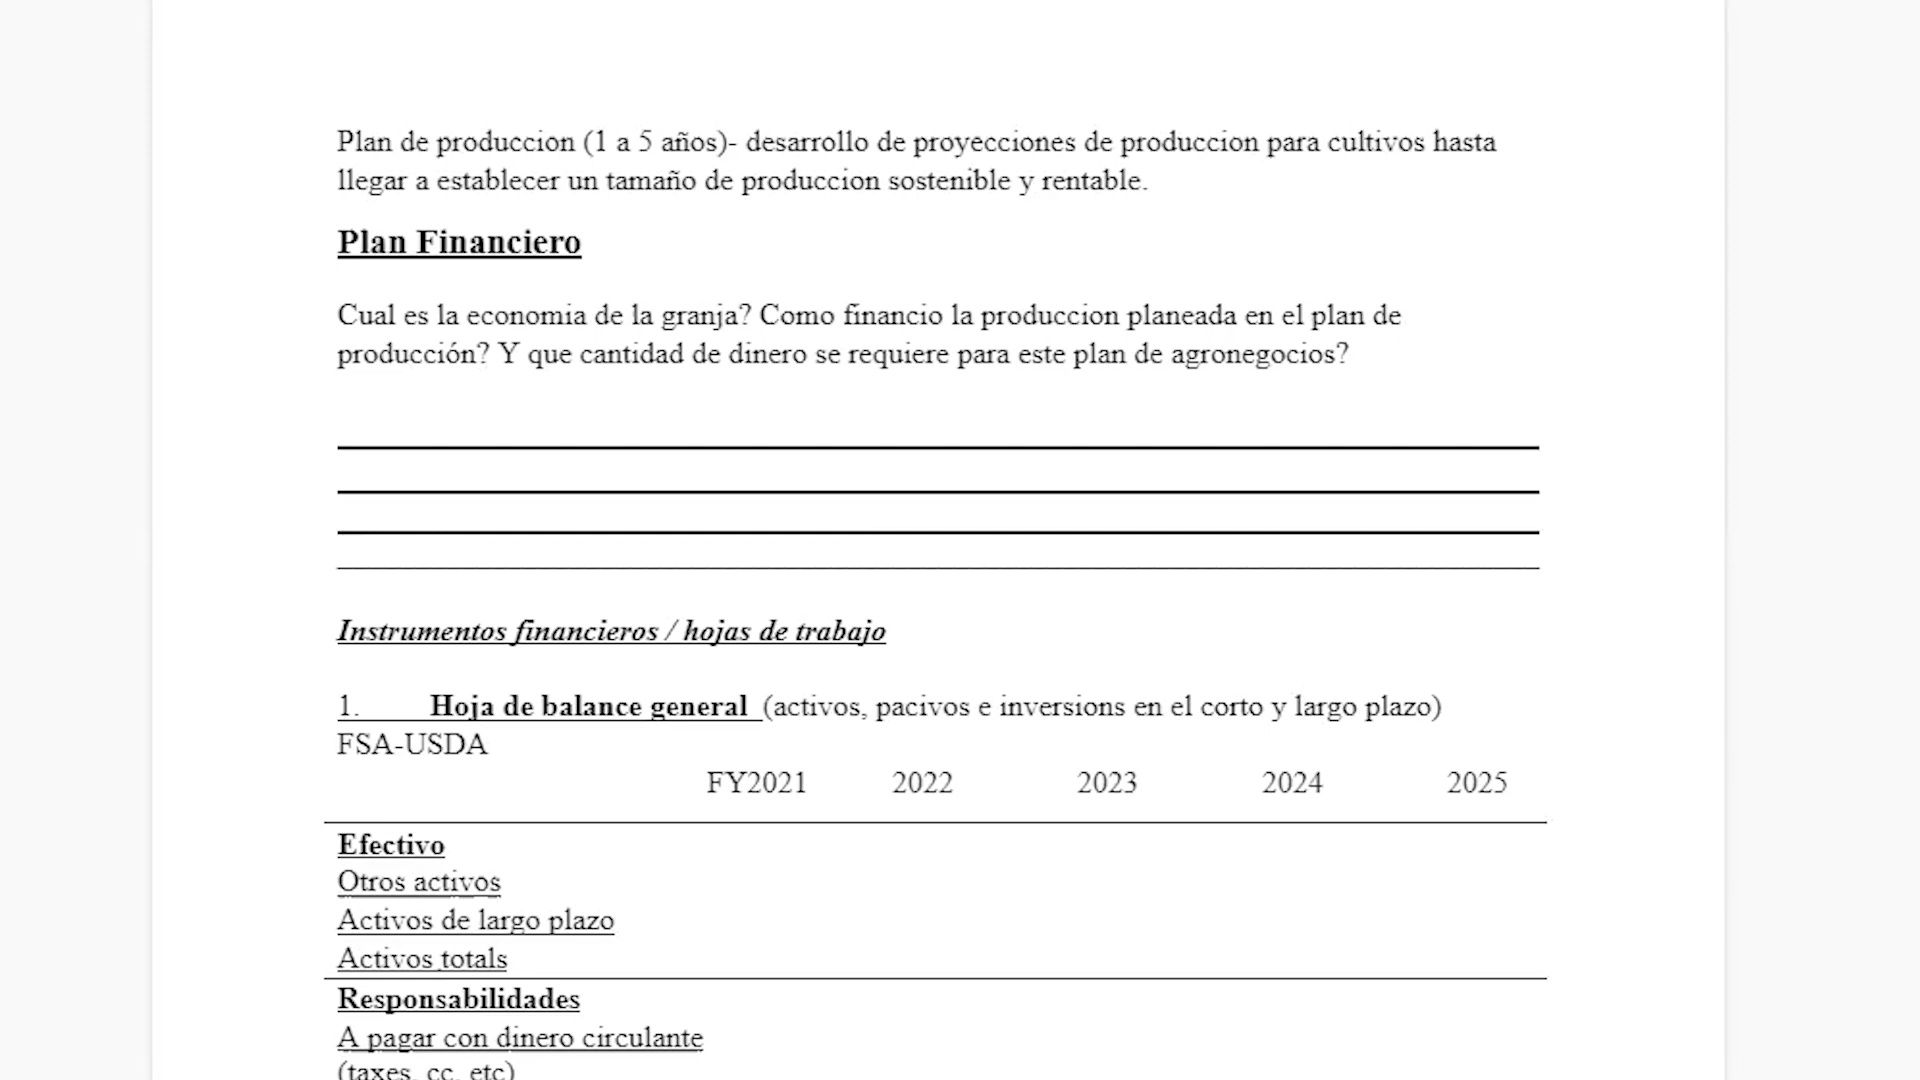 Plan de produccion (1 a 5 años)- desarrollo de proyecciones de produccion para cultivos hasta
llegar a establecer un tamaño de produccion sostenible y rentable.
Plan Financiero
Cual es la economia de la granja? Como financio la produccion planeada en el plan de
producción? Y que cantidad de dinero se requiere para este plan de agronegocios?
Instrumentos financieros / hojas de trabajo
1. Hoja de balance general (activos, pacivos e inversions en el corto y largo plazo)
FSA-USDA
FY2021 2022 2023 2024 2025
Efectivo
Otros activos
Activos de largo plazo
Activos totals
Responsabilidades
A pagar con dinero circulante
(taxes, cc, etc)